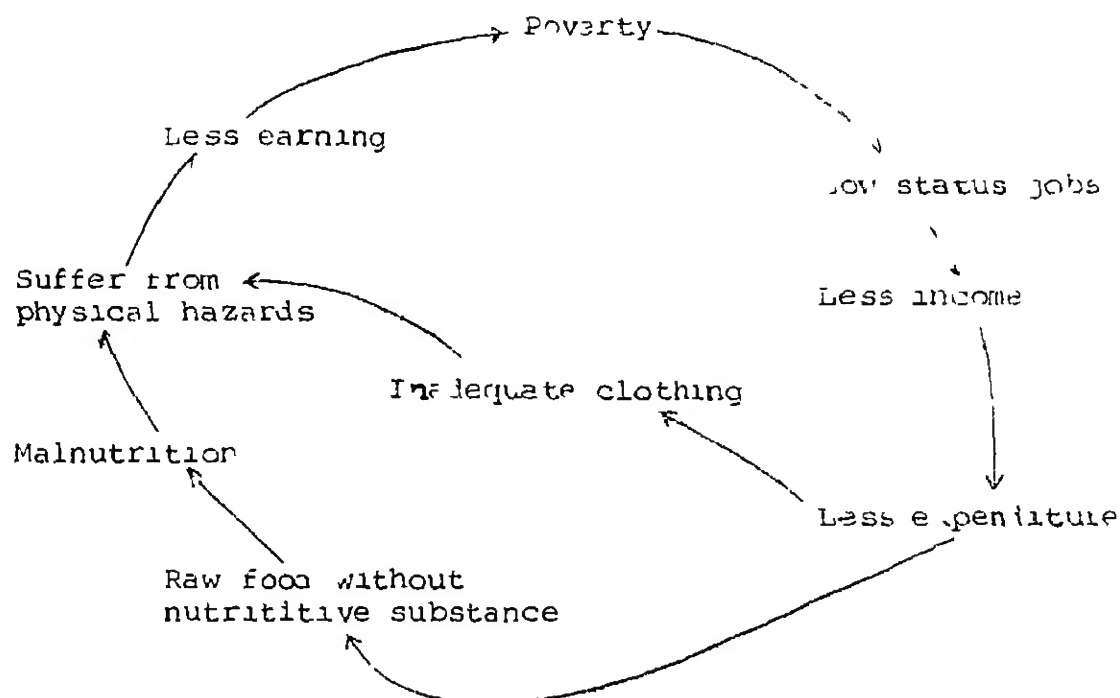 Poverty
Less earning
Low status jobs
Suffer from
physical hazards
Less income
Inadequate clothing
Malnutrition
Less expenditure
Raw food without
nutrititive substance